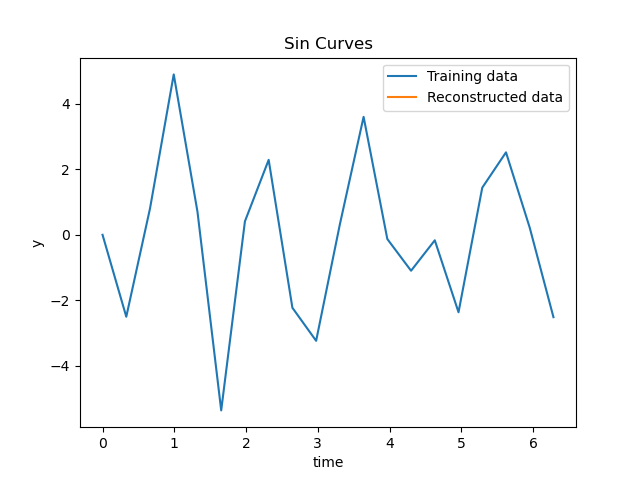 Sin Curves
Training data
Reconstructed data
4
2
0
−2
−4
y
0 1 2 3 4 5 6
time